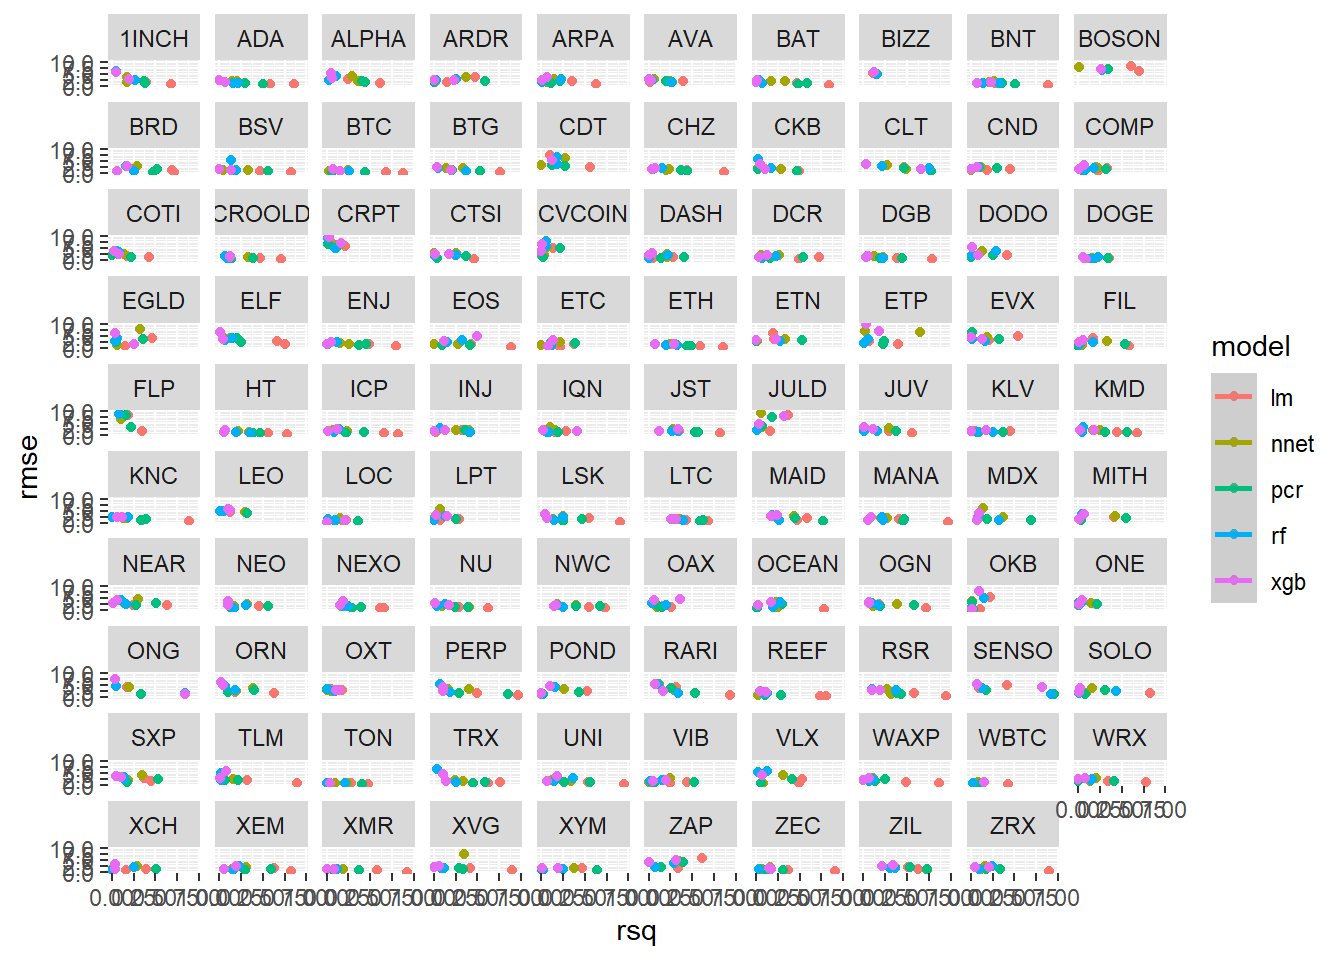 1INCH ADA ALPHA ARDR ARPA AVA BAT BIZZ BNT BOSON
BRD BSV BTC BTG CDT CHZ CKB CLT CND COMP
COTI CROOLD CRPT CTSI CVCOIN DASH DCR DGB DODO DOGE
EGLD ELF ENJ EOS ETC ETH ETN ETP EVX FIL
model
lm
nnet
pcr
rf
xgb
FLP HT ICP INJ IQN JST JULD JUV KLV KMD
rmse
KNC LEO LOC LPT LSK LTC MAID MANA MDX MITH
NEAR NEO NEXO NU NWC OAX OCEAN OGN OKB ONE
ONG ORN OXT PERP POND RARI REEF RSR SENSO SOLO
SXP TLM TON TRX UNI VIB VLX WAXP WBTC WRX
XCH XEM XMR XVG XYM ZAP ZEC ZIL ZRX
rsq